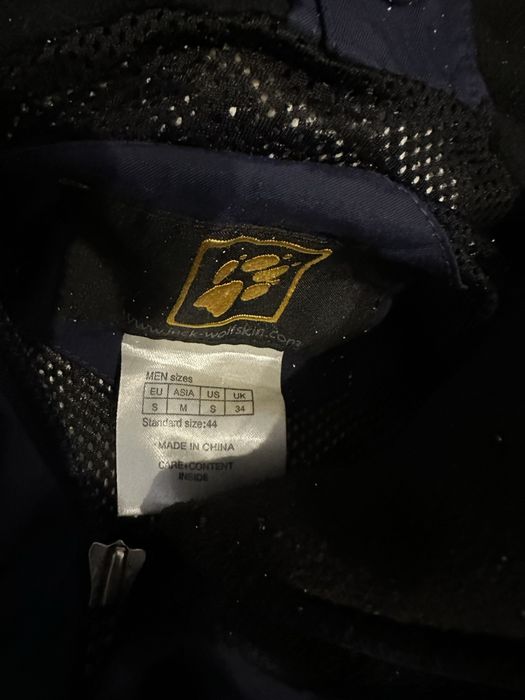 www.jack-wolfskin.com
MEN sizes
EU ASIA US UK
S M S 34
Standard size:44
MADE IN CHINA
CARE+CONTENT
INSIDE